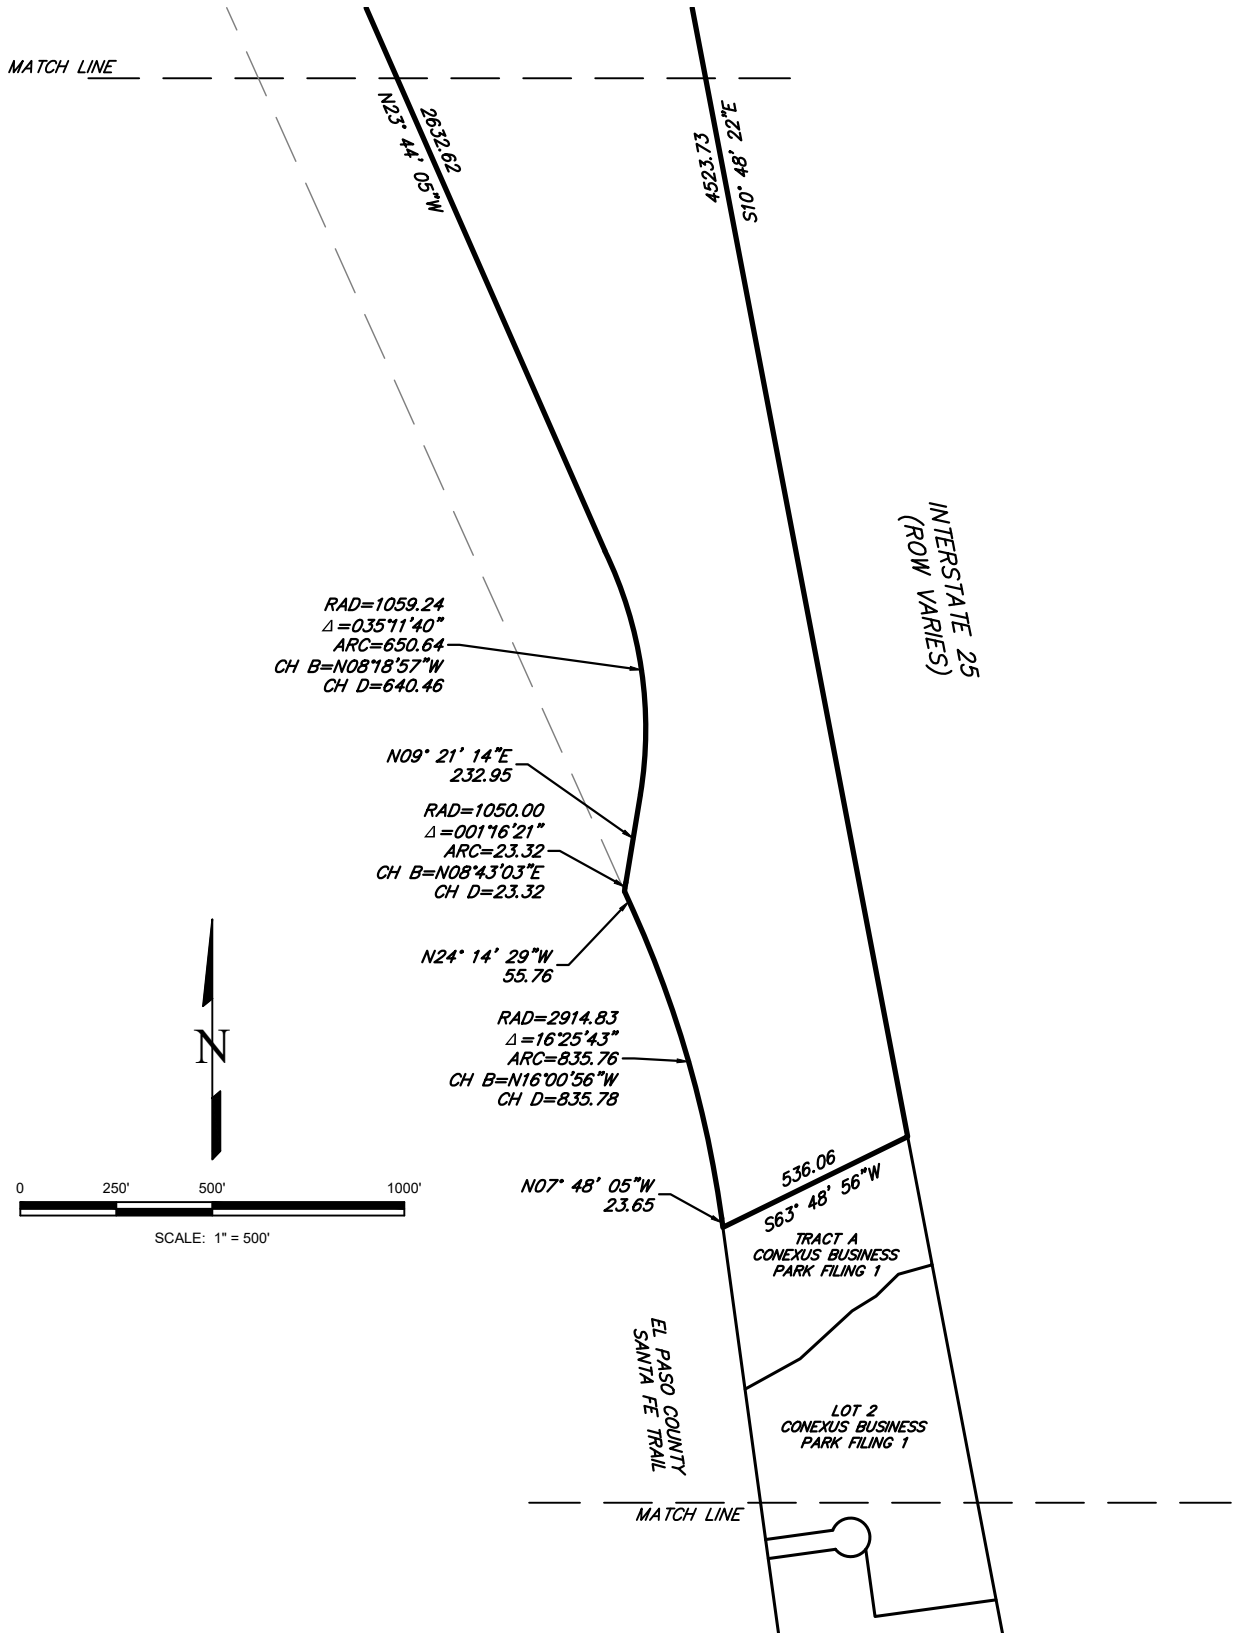 MATCH LINE
2632.62
N23° 44' 05"W
4523.73
S10° 48' 22"E
INTERSTATE 25
(ROW VARIES)
RAD=1059.24
Δ=035°11'40"
ARC=650.64
CH B=N08°18'57"W
CH D=640.46
N09° 21' 14"E
232.95
RAD=1050.00
Δ=001°16'21"
ARC=23.32
CH B=N08°43'03"E
CH D=23.32
N24° 14' 29"W
55.76
RAD=2914.83
Δ=16°25'43"
ARC=835.76
CH B=N16°00'56"W
CH D=835.78
N
0 250' 500' 1000'
SCALE: 1" = 500'
N07° 48' 05"W
23.65
536.06
S63° 48' 56"W
TRACT A
CONEXUS BUSINESS
PARK FILING 1
EL PASO COUNTY
SANTA FE TRAIL
LOT 2
CONEXUS BUSINESS
PARK FILING 1
MATCH LINE